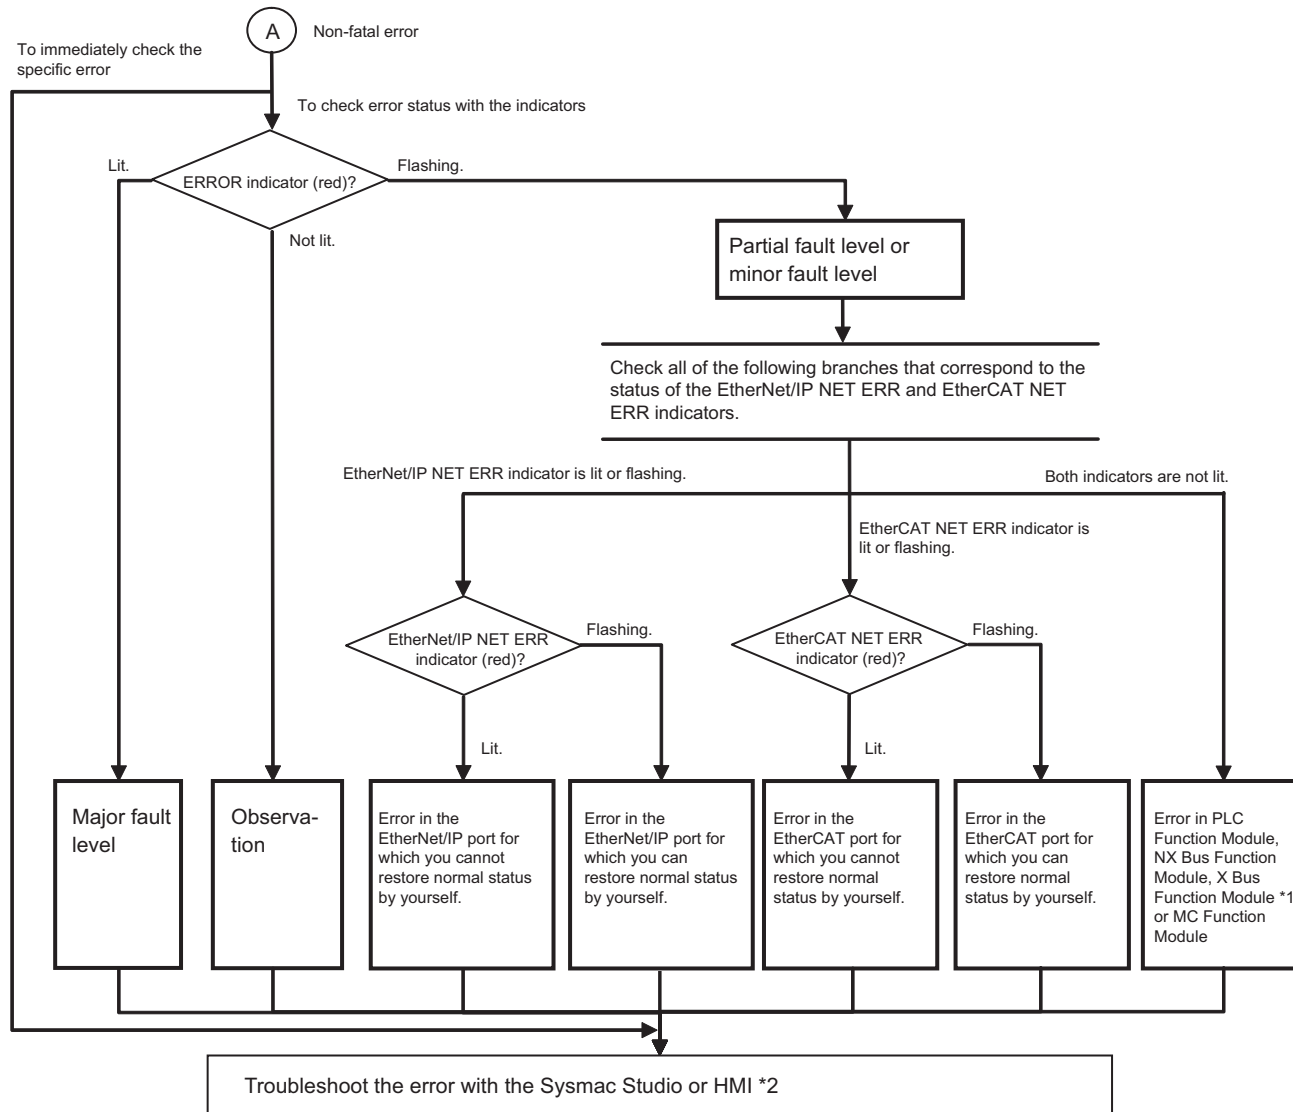 A
Non-fatal error
To immediately check the
specific error
To check error status with the indicators
Lit.
ERROR indicator (red)?
Flashing.
Not lit.
Partial fault level or
minor fault level
Check all of the following branches that correspond to the
status of the EtherNet/IP NET ERR and EtherCAT NET
ERR indicators.
EtherNet/IP NET ERR indicator is lit or flashing.
Both indicators are not lit.
EtherCAT NET ERR indicator is
lit or flashing.
EtherNet/IP NET ERR
indicator (red)?
Flashing.
EtherCAT NET ERR
indicator (red)?
Flashing.
Lit.
Lit.
Major fault
level
Observa-
tion
Error in the
EtherNet/IP port for
which you cannot
restore normal status
by yourself.
Error in the
EtherNet/IP port for
which you can
restore normal status
by yourself.
Error in the
EtherCAT port for
which you cannot
restore normal
status by yourself.
Error in the
EtherCAT port for
which you can
restore normal
status by yourself.
Error in PLC
Function Module,
NX Bus Function
Module, X Bus
Function Module *1
or MC Function
Module
Troubleshoot the error with the Sysmac Studio or HMI *2